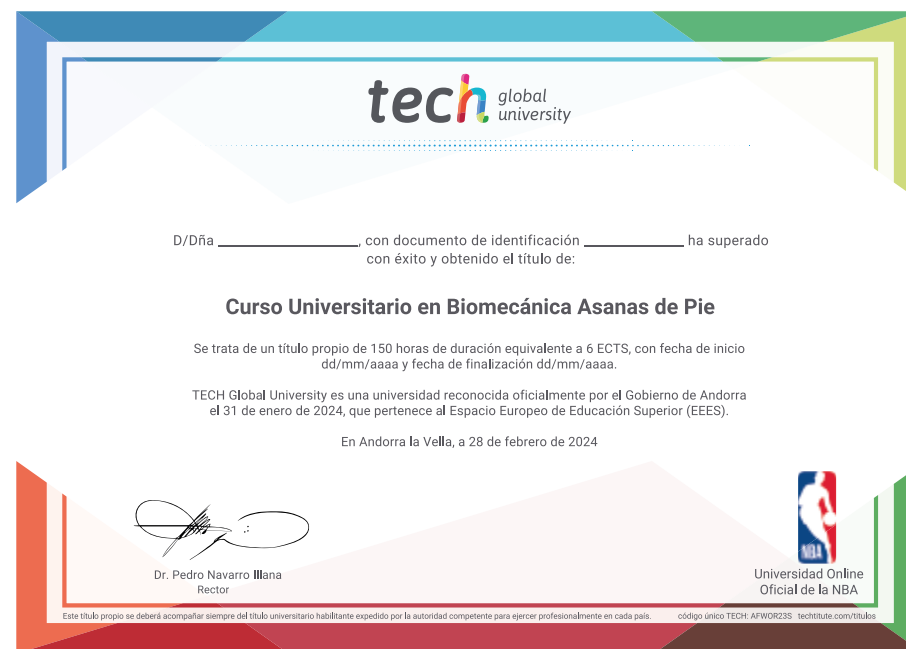 tech global university
D/Dña ____________________, con documento de identificación ______________ ha superado
con éxito y obtenido el título de:
Curso Universitario en Biomecánica Asanas de Pie
Se trata de un título propio de 150 horas de duración equivalente a 6 ECTS, con fecha de inicio
dd/mm/aaaa y fecha de finalización dd/mm/aaaa.
TECH Global University es una universidad reconocida oficialmente por el Gobierno de Andorra
el 31 de enero de 2024, que pertenece al Espacio Europeo de Educación Superior (EEES).
En Andorra la Vella, a 28 de febrero de 2024
Dr. Pedro Navarro Illana
Rector
NBA
Universidad Online
Oficial de la NBA
Este título propio se deberá acompañar siempre del título universitario habilitante expedido por la autoridad competente para ejercer profesionalmente en cada país. código único TECH: AFWOR23S techtitute.com/titulos